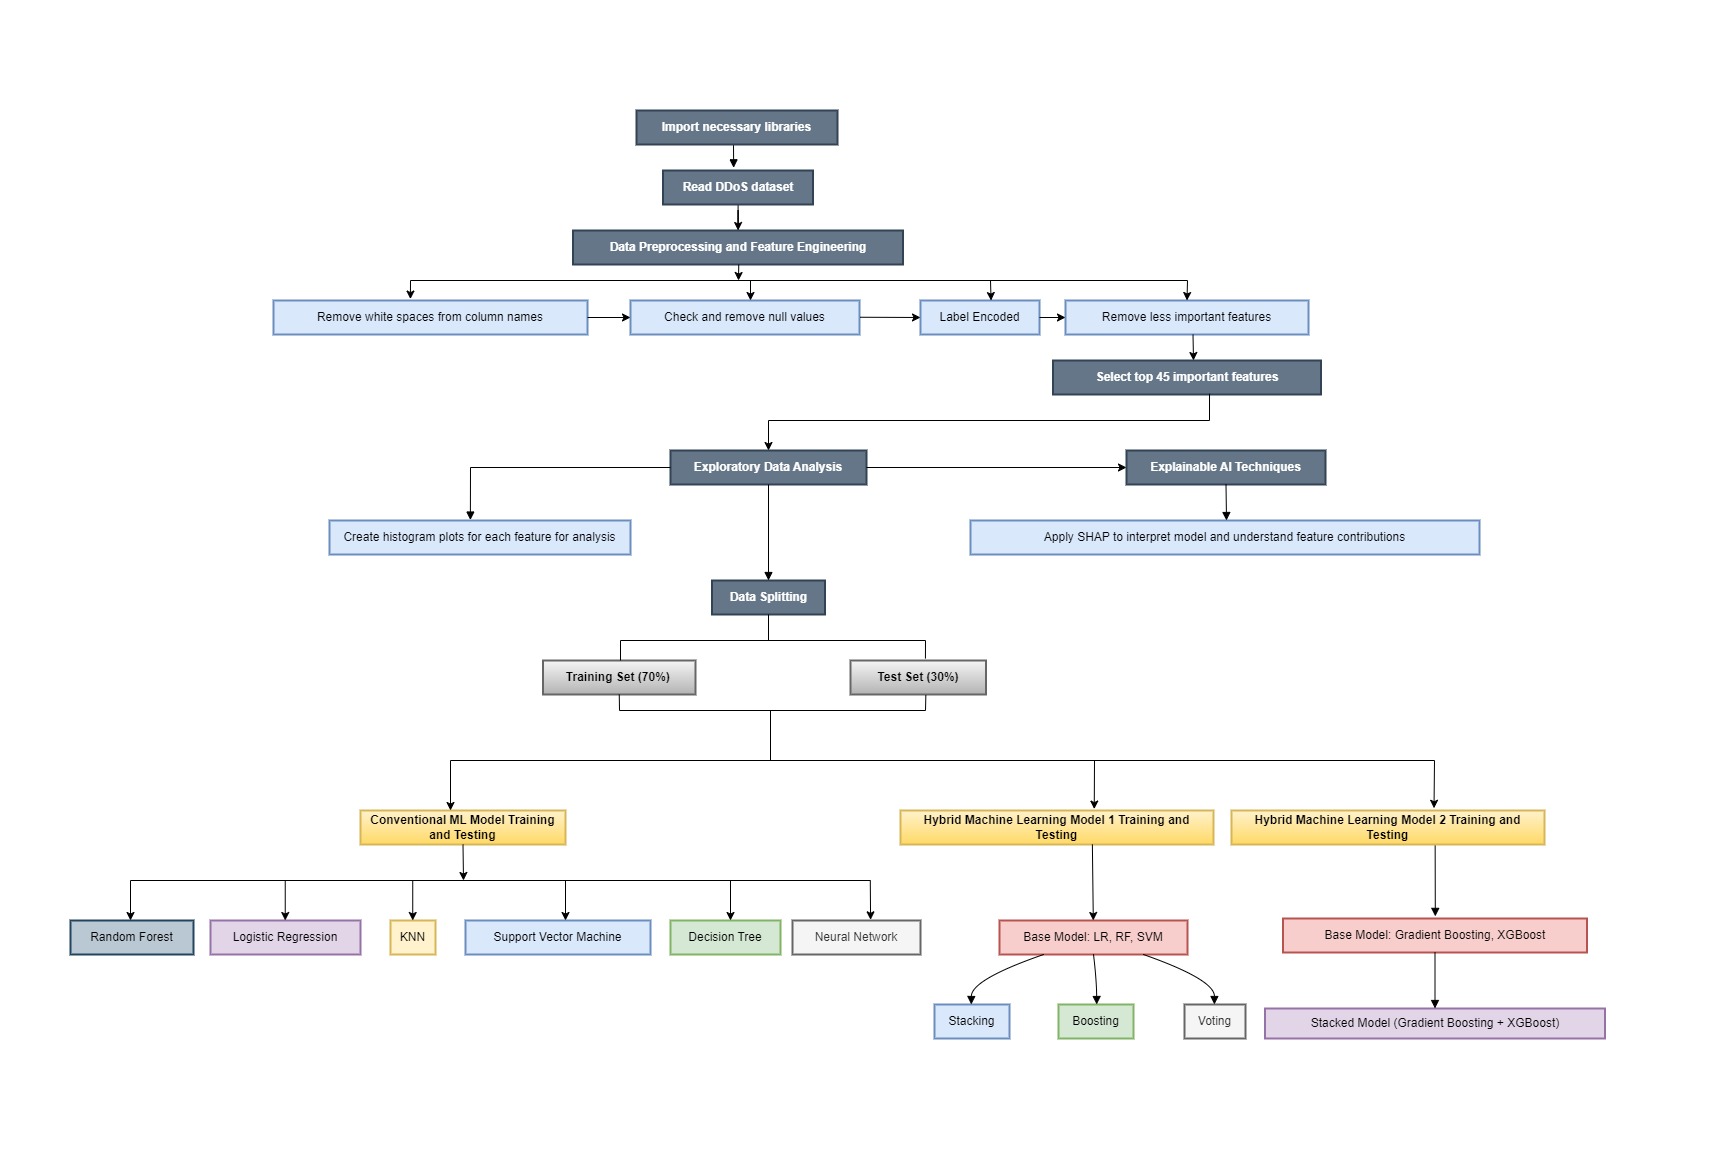 Import necessary libraries
Read DDoS dataset
Data Preprocessing and Feature Engineering
Remove white spaces from column names
Check and remove null values
Label Encoded
Remove less important features
Select top 45 important features
Exploratory Data Analysis
Explainable AI Techniques
Create histogram plots for each feature for analysis
Apply SHAP to interpret model and understand feature contributions
Data Splitting
Training Set (70%)
Test Set (30%)
Conventional ML Model Training
and Testing
Hybrid Machine Learning Model 1 Training and
Testing
Hybrid Machine Learning Model 2 Training and
Testing
Random Forest
Logistic Regression
KNN
Support Vector Machine
Decision Tree
Neural Network
Base Model: LR, RF, SVM
Base Model: Gradient Boosting, XGBoost
Stacking
Boosting
Voting
Stacked Model (Gradient Boosting + XGBoost)